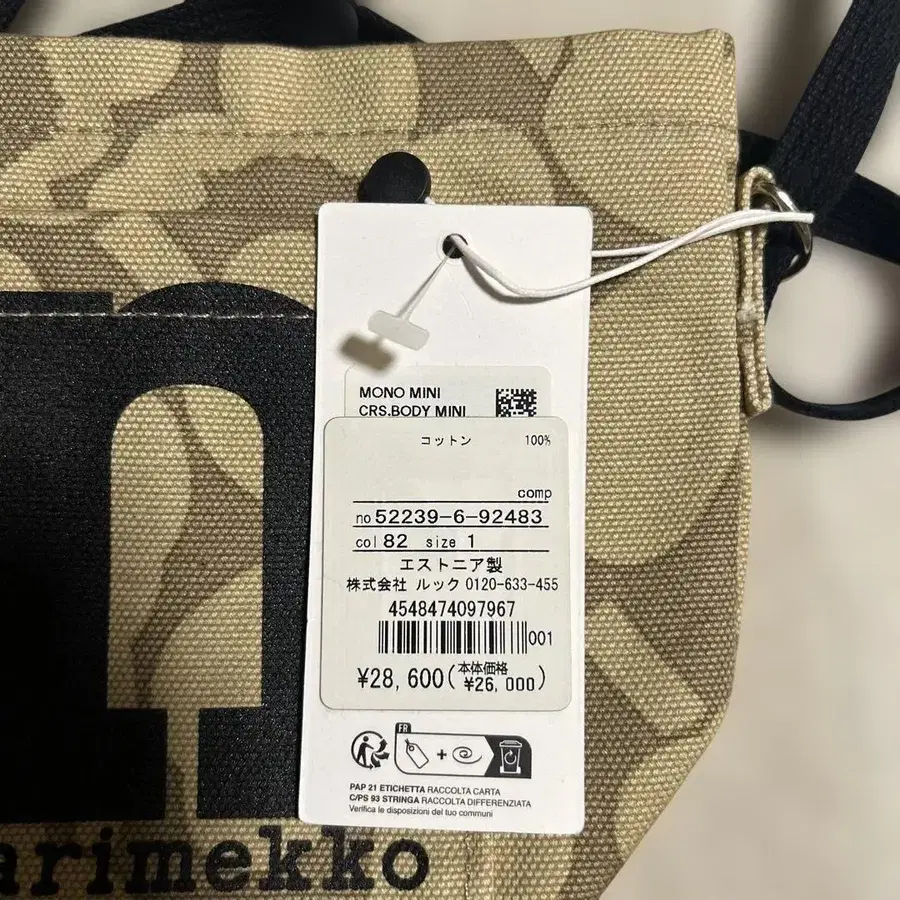 MONO MINI
CRS.BODY MINI
コットン 100%
comp
no 52239-6-92483
col 82 size 1
エストニア製
株式会社 ルック 0120-633-455
4548474097967
001
¥28,600(本体価格 ¥26,000)
FR
+
PAP 21 ETICHETTA RACCOLTA CARTA
C/PS 93 STRINGA RACCOLTA DIFFERENZIATA
Verifica le disposizioni del tuo comuni
arimekko